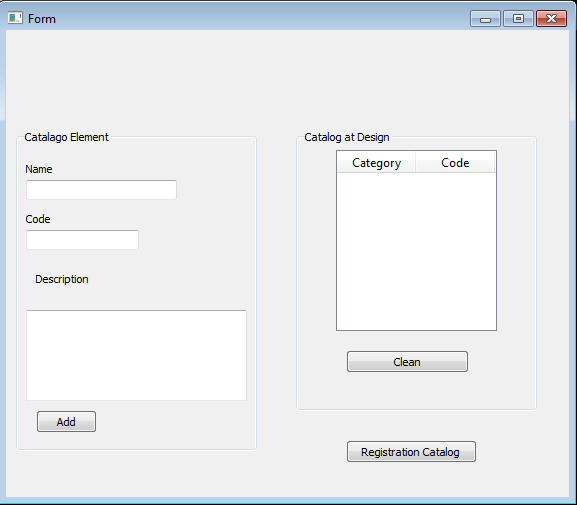 Form
Catalago Element
Name
Code
Description
Add
Catalog at Design
Category Code
Clean
Registration Catalog